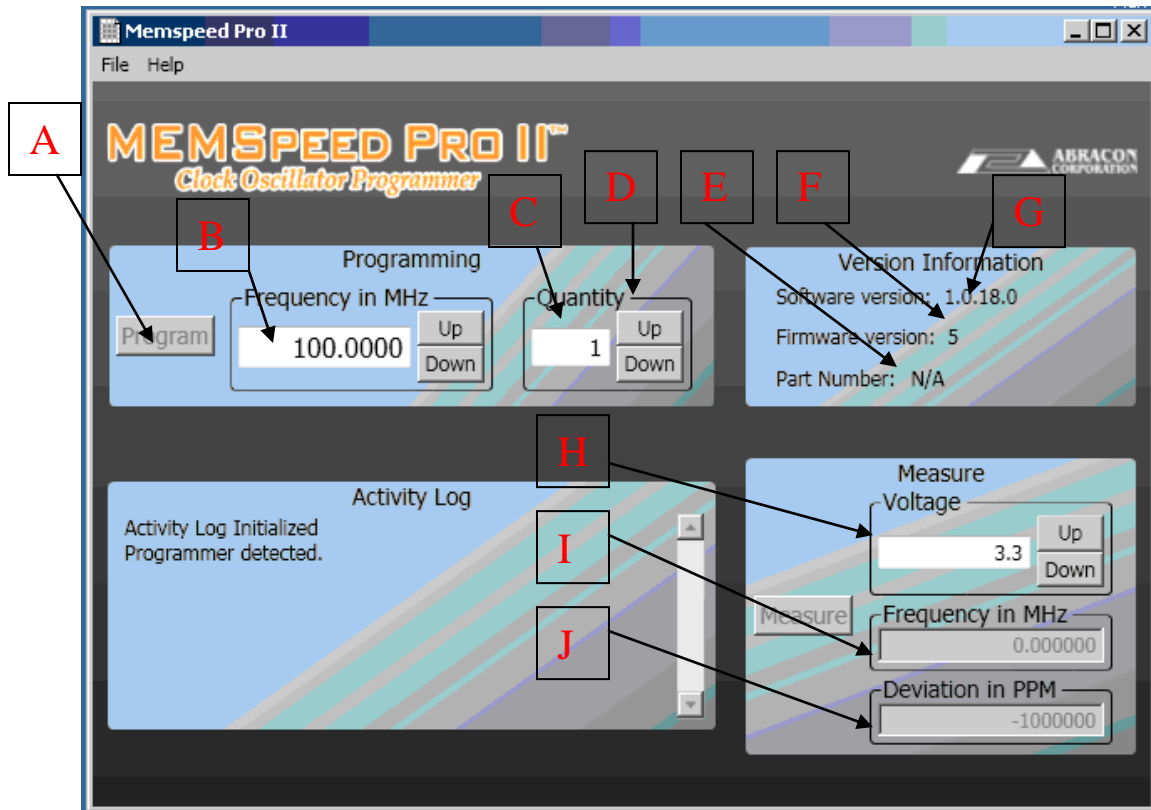 Memspeed Pro II
File Help
MEMSpeed Pro II™
Clock Oscillator Programmer
ABRACON
CORPORATION
A
B
C
D
E
F
G
Programming
Program
Frequency in MHz
100.0000
Up
Down
Quantity
1
Up
Down
Version Information
Software version: 1.0.18.0
Firmware version: 5
Part Number: N/A
H
I
J
Activity Log
Activity Log Initialized
Programmer detected.
Measure
Voltage
3.3
Up
Down
Measure
Frequency in MHz
0.000000
Deviation in PPM
-1000000